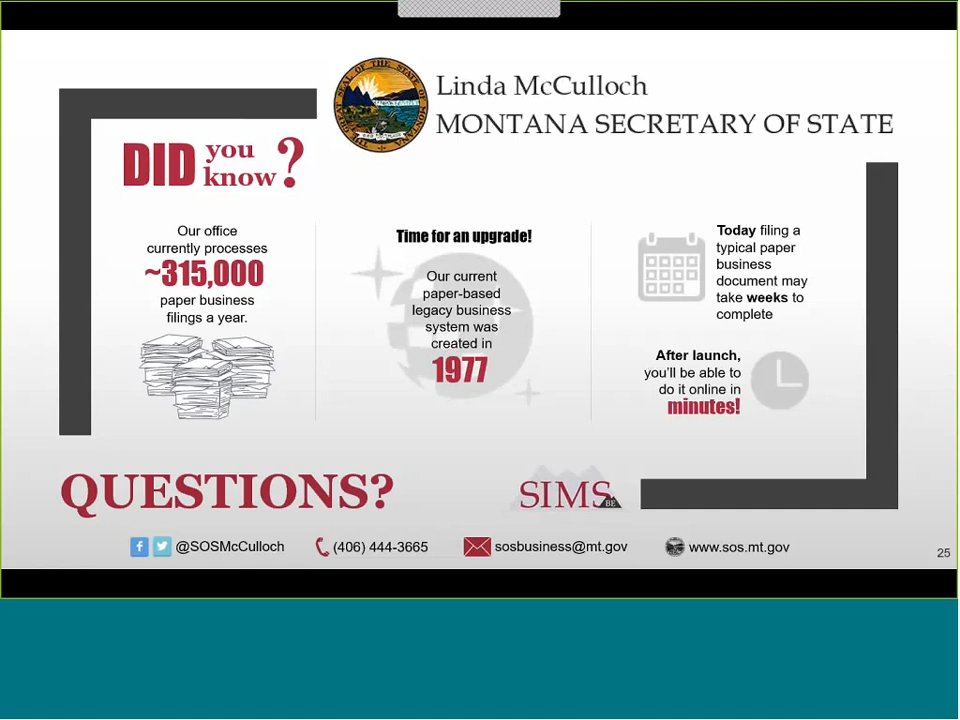 Linda McCulloch
MONTANA SECRETARY OF STATE
DID you know?
Our office
currently processes
~315,000
paper business
filings a year.
Time for an upgrade!
Our current
paper-based
legacy business
system was
created in
1977
Today filing a
typical paper
business
document may
take weeks to
complete
After launch,
you'll be able to
do it online in
minutes!
QUESTIONS?
SIMS
BE
@SOSMcCulloch
(406) 444-3665
sosbusiness@mt.gov
www.sos.mt.gov
25